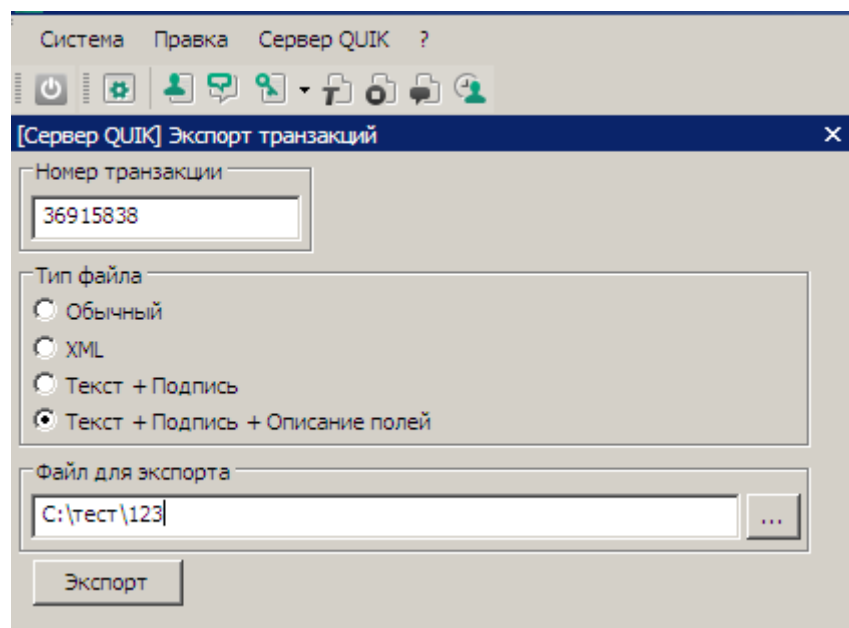 Система Правка Сервер QUIK ?
[Сервер QUIK] Экспорт транзакций
Номер транзакции
36915838
Тип файла
Обычный
XML
Текст + Подпись
Текст + Подпись + Описание полей
Файл для экспорта
C:\тест\123
...
Экспорт